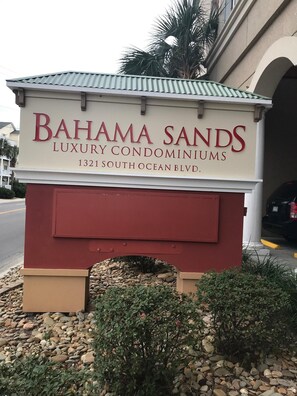 BAHAMA SANDS
LUXURY CONDOMINIUMS
1321 SOUTH OCEAN BLVD.